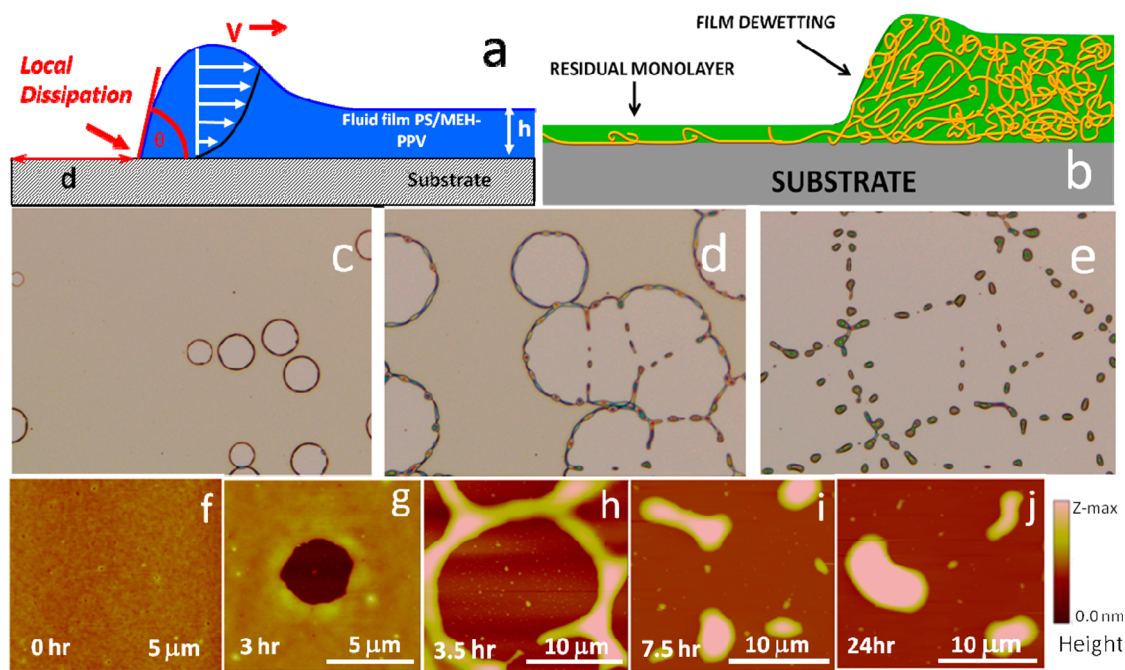 V
a
Local
Dissipation
θ
Fluid film PS/MEH-
PPV
h
d
Substrate
FILM DEWETTING
RESIDUAL MONOLAYER
SUBSTRATE
b
c
d
e
f
0 hr
5 µm
g
3 hr
5 µm
h
3.5 hr
10 µm
i
7.5 hr
10 µm
j
24hr
10 µm
Z-max
0.0 nm
Height